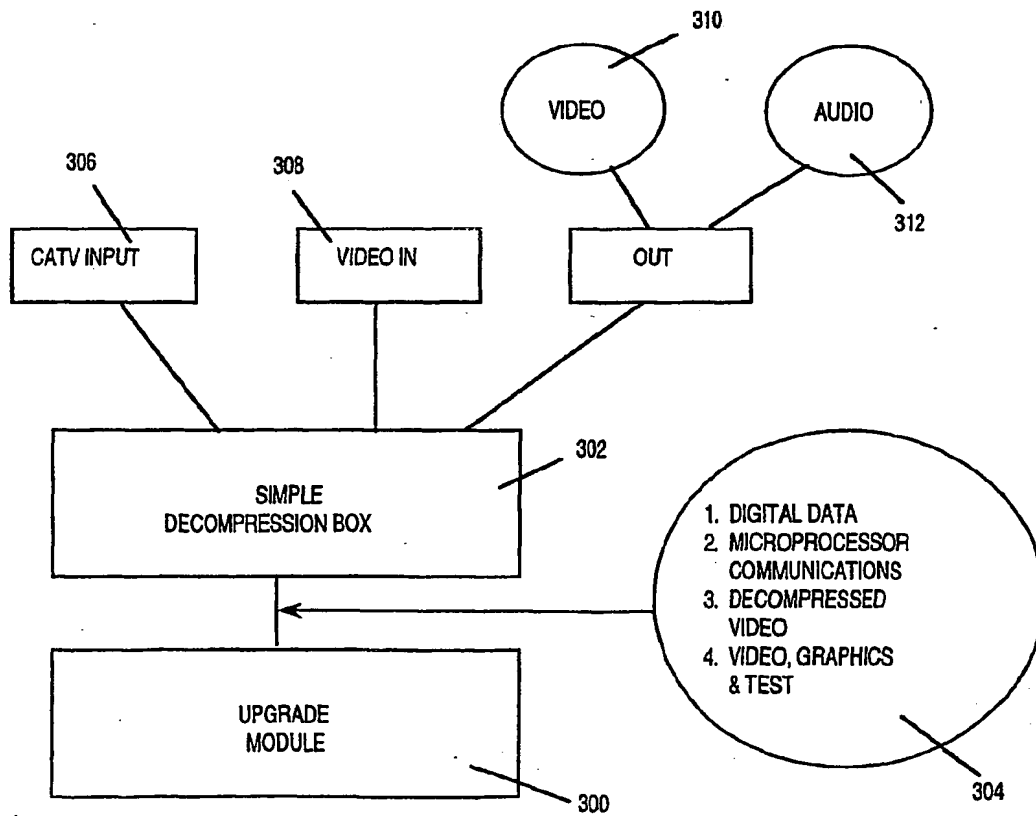 310
VIDEO
AUDIO
306
308
312
CATV INPUT
VIDEO IN
OUT
302
SIMPLE
DECOMPRESSION BOX
1. DIGITAL DATA
2. MICROPROCESSOR
COMMUNICATIONS
3. DECOMPRESSED
VIDEO
4. VIDEO, GRAPHICS
& TEST
UPGRADE
MODULE
300
304